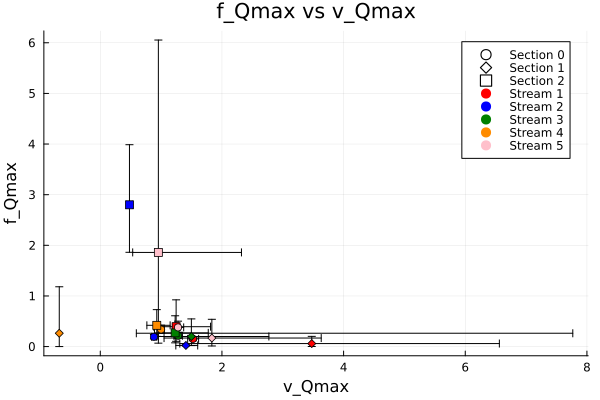 f_Qmax vs v_Qmax
f_Qmax
6
5
4
3
2
1
0
Section 0
Section 1
Section 2
Stream 1
Stream 2
Stream 3
Stream 4
Stream 5
0
2
4
6
8
v_Qmax